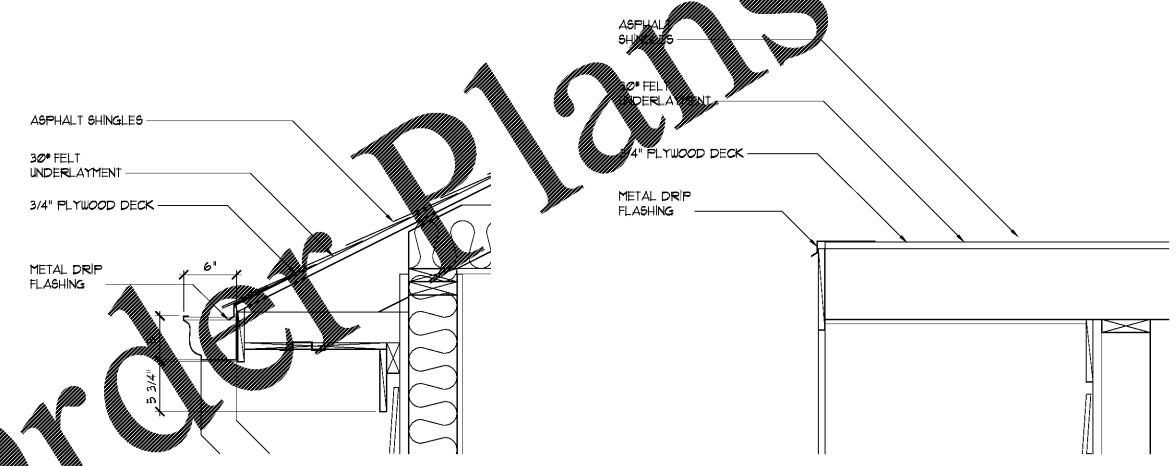 ASPHALT SHINGLES
30# FELT
UNDERLAYMENT
3/4" PLYWOOD DECK
METAL DRIP
FLASHING
6"
5 3/4"
ASPHALT
SHINGLES
30# FELT
UNDERLAYMENT
3/4" PLYWOOD DECK
METAL DRIP
FLASHING
rder Plans